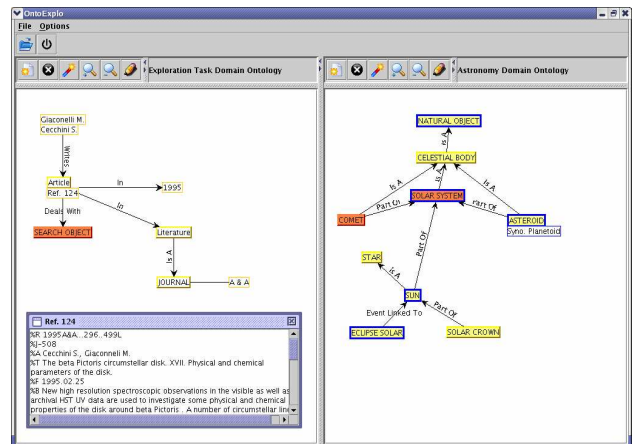 OntoExplo
File Options
Exploration Task Domain Ontology
Astronomy Domain Ontology
Giaconelli M.
Cecchini S.
Writes
Article
Ref. 124
In
1995
Deals With
In
SEARCH OBJECT
Literature
Is A
JOURNAL
A & A
Ref. 124
%R 1995A&A...296..499L
%J-508
%A Cecchini S., Giaconneli M.
%T The beta Pictoris circumstellar disk. XVII. Physical and chemical
parameters of the disk.
%F 1995.02.25
%B New high resolution spectroscopic observations in the visible as well as
archival HST UV data are used to investigate some physical and chemical
properties of the disk around beta Pictoris . A number of circumstellar line
NATURAL OBJECT
Is A
CELESTIAL BODY
Is A
Is A
Is A
SOLAR SYSTEM
Part Of
Part Of
COMET
ASTEROID
Syno. Planetoid
Part Of
STAR
Is A
SUN
Part Of
Event Linked To
ECLIPSE SOLAR
SOLAR CROWN